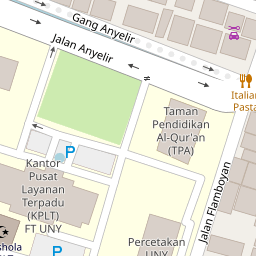 Gang Anyelir
Jalan Anyelir
Italian
Pasta
Taman
Pendidikan
Al-Qur'an
(TPA)
P
Kantor
Pusat
Layanan
Terpadu
(KPLT)
FT UNY
Jalan Flamboyan
P
Percetakan
UNY